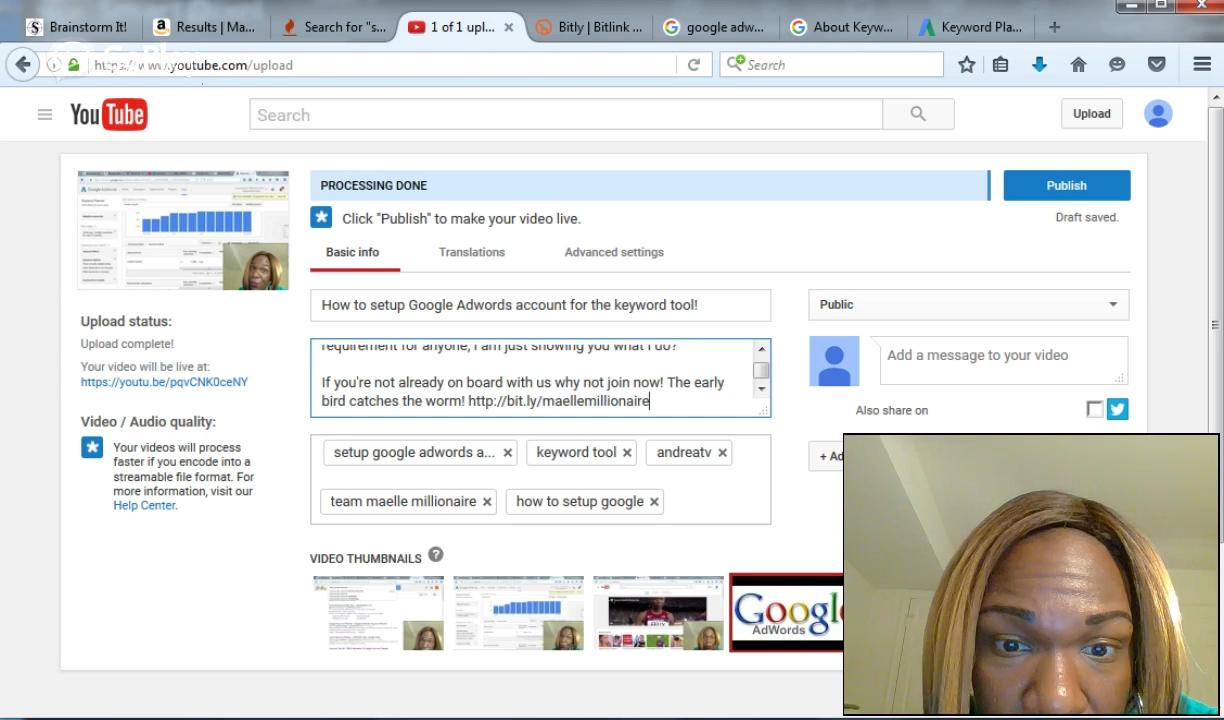 Brainstorm It!
Results | Ma...
Search for "s...
1 of 1 upl...
Bitly | Bitlink ...
google adw...
About Keyw...
Keyword Pla...
https://www.youtube.com/upload
Search
YouTube
Search
Upload
PROCESSING DONE
Publish
Click "Publish" to make your video live.
Draft saved.
Basic info
Translations
Advanced settings
How to setup Google Adwords account for the keyword tool!
Public
Upload status:
Upload complete!
Your video will be live at:
https://youtu.be/pqvCNK0ceNY
requirement for anyone, I am just showing you what I do?
If you're not already on board with us why not join now! The early
bird catches the worm! http://bit.ly/maellemillionaire
Add a message to your video
Also share on
Video / Audio quality:
Your videos will process
faster if you encode into a
streamable file format. For
more information, visit our
Help Center.
setup google adwords a...
keyword tool
andreatv
+ Ad
team maelle millionaire
how to setup google
VIDEO THUMBNAILS
Google
AdWords